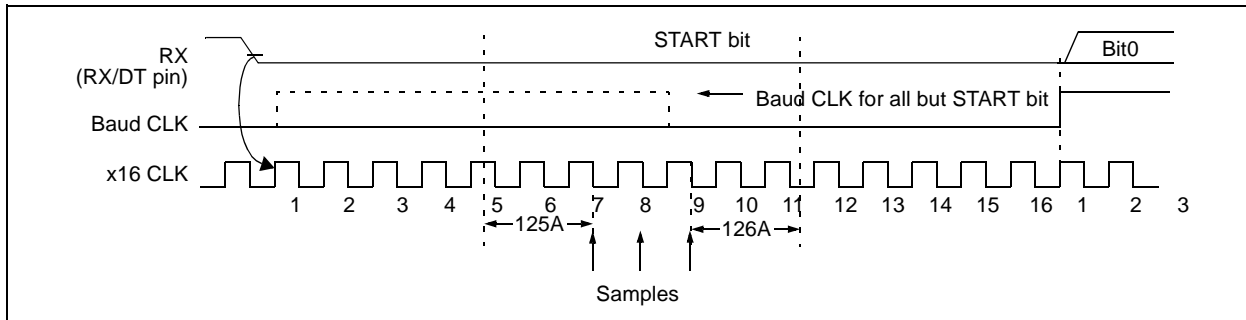 START bit
RX
(RX/DT pin)
Bit0
Baud CLK for all but START bit
Baud CLK
x16 CLK
1 2 3 4 5 6 7 8 9 10 11 12 13 14 15 16 1 2 3
125A 126A
Samples